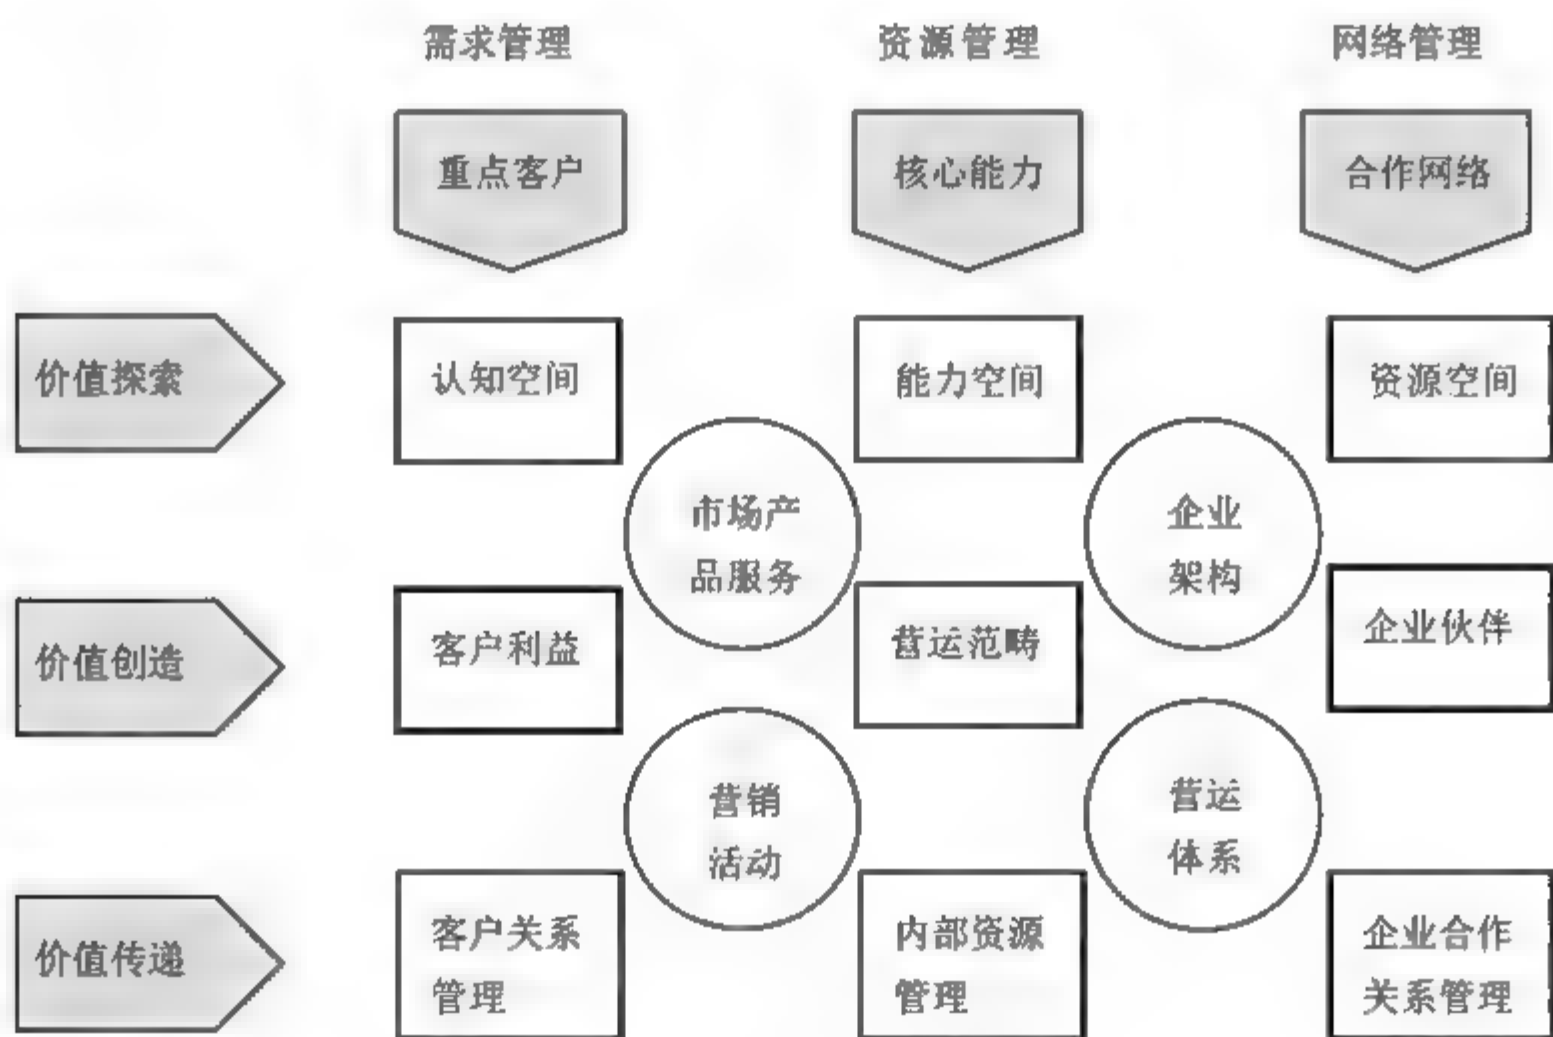 需求管理
资源管理
网络管理
重点客户
核心能力
合作网络
价值探索
认知空间
能力空间
资源空间
市场产
品服务
企业
架构
价值创造
客户利益
营运范畴
企业伙伴
营销
活动
营运
体系
价值传递
客户关系
管理
内部资源
管理
企业合作
关系管理